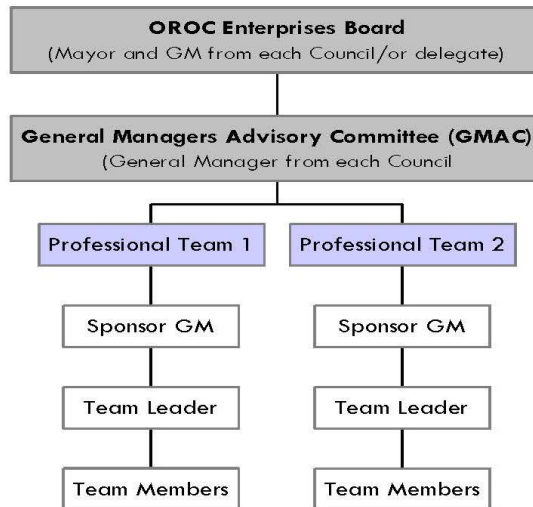 OROC Enterprises Board
(Mayor and GM from each Council/or delegate)
General Managers Advisory Committee (GMAC)
(General Manager from each Council
Professional Team 1
Professional Team 2
Sponsor GM
Sponsor GM
Team Leader
Team Leader
Team Members
Team Members